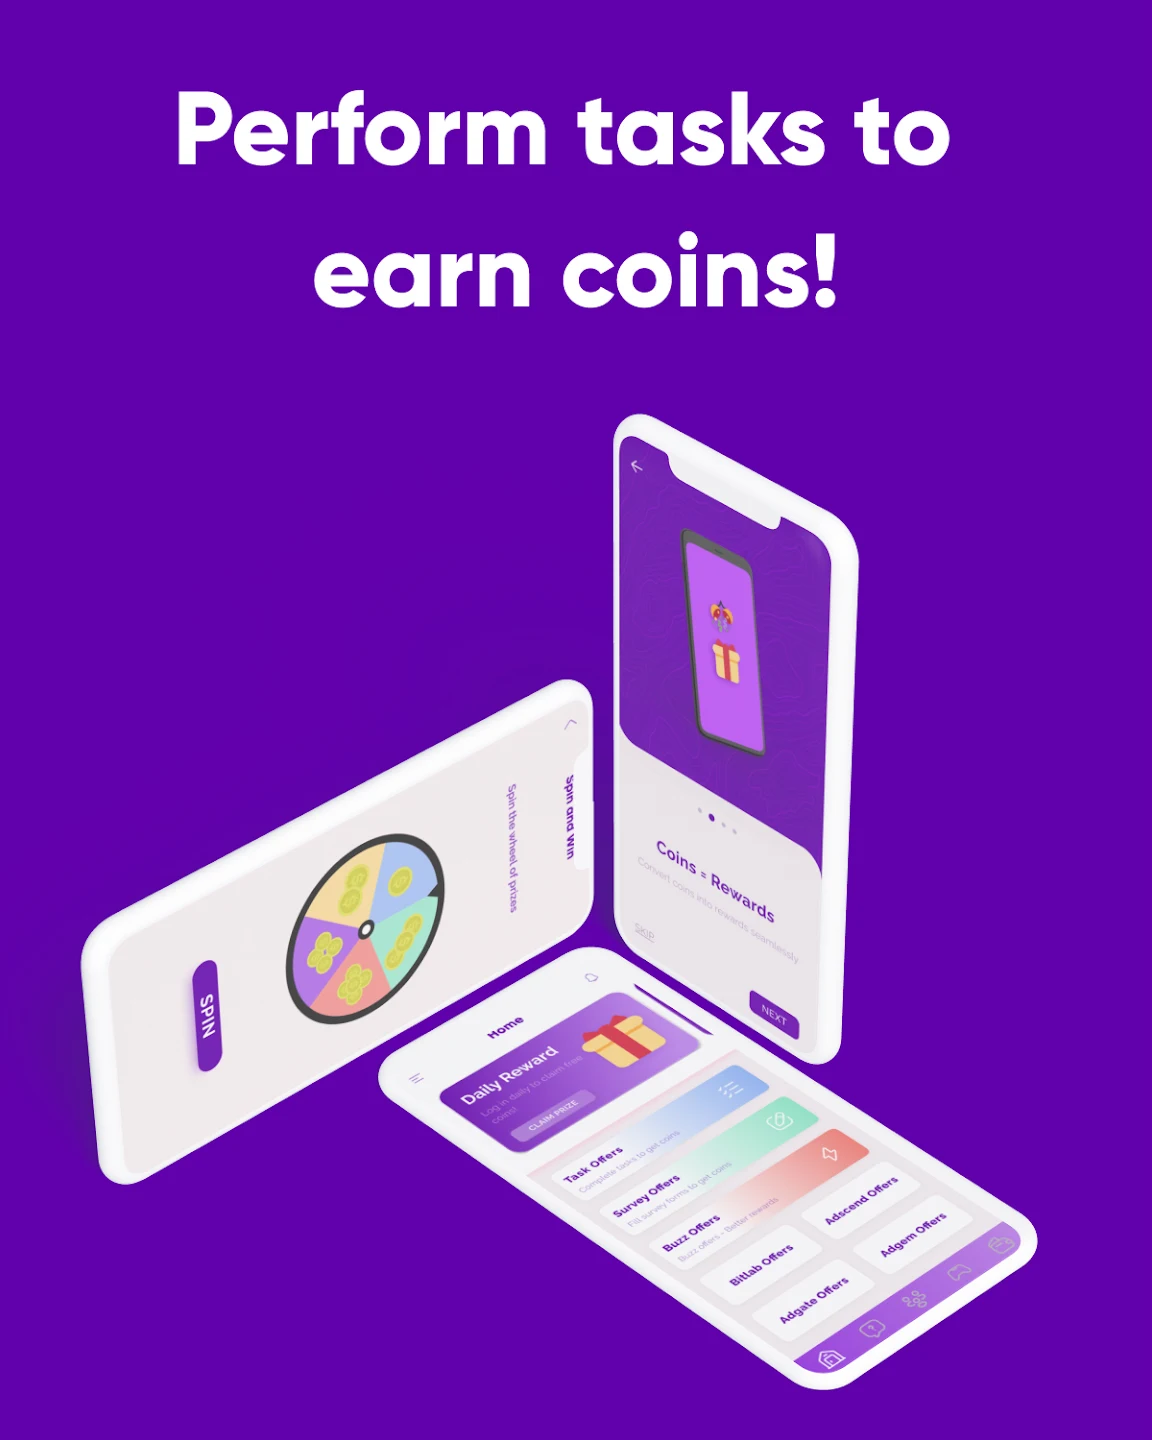 Perform tasks to
earn coins!
Coins = Rewards
Convert coins into rewards seamlessly
SKIP
NEXT
Spin and Win
Spin the wheel of prizes
SPIN
Home
Daily Reward
Log in daily to claim free
coins!
CLAIM PRIZE
Task Offers
Complete tasks to get coins
Survey Offers
Fill survey forms to get coins
Buzz Offers
Buzz offers - Better rewards
Bitlab Offers
Adscend Offers
Adgate Offers
Adgem Offers